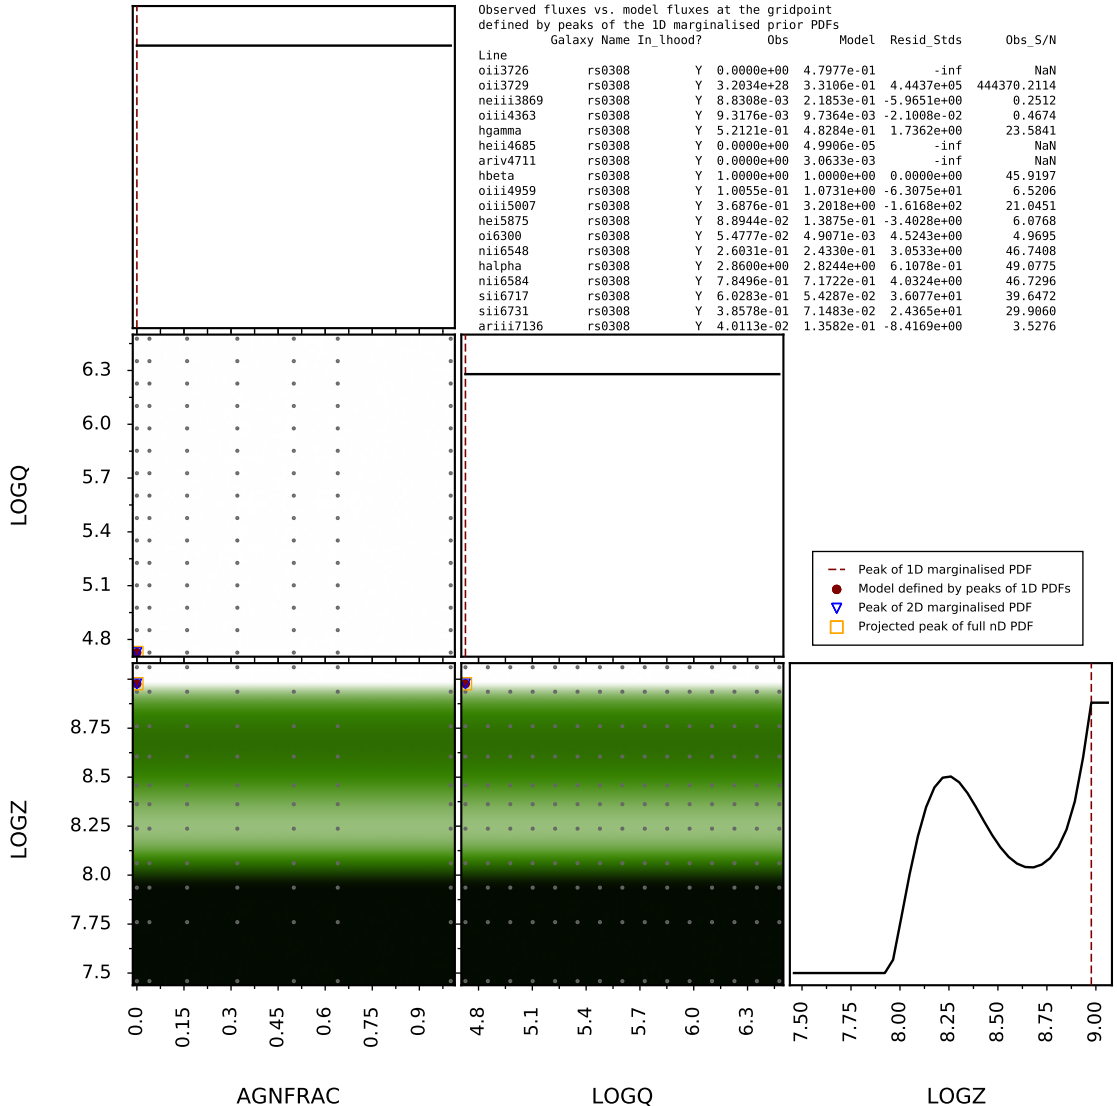 Observed fluxes vs. model fluxes at the gridpoint
defined by peaks of the 1D marginalised prior PDFs
Galaxy Name In_lhood? Obs Model Resid_Stds Obs_S/N
Line
oii3726 rs0308 Y 0.0000e+00 4.7977e-01 -inf NaN
oii3729 rs0308 Y 3.2034e+28 3.3106e-01 4.4437e+05 444370.2114
neiii3869 rs0308 Y 8.8308e-03 2.1853e-01 -5.9651e+00 0.2512
oiii4363 rs0308 Y 9.3176e-03 9.7364e-03 -2.1008e-02 0.4674
hgamma rs0308 Y 5.2121e-01 4.8284e-01 1.7362e+00 23.5841
heii4685 rs0308 Y 0.0000e+00 4.9906e-05 -inf NaN
ariv4711 rs0308 Y 0.0000e+00 3.0633e-03 -inf NaN
hbeta rs0308 Y 1.0000e+00 1.0000e+00 0.0000e+00 45.9197
oiii4959 rs0308 Y 1.0055e-01 1.0731e+00 -6.3075e+01 6.5206
oiii5007 rs0308 Y 3.6876e-01 3.2018e+00 -1.6168e+02 21.0451
hei5875 rs0308 Y 8.8944e-02 1.3875e-01 -3.4028e+00 6.0768
oi6300 rs0308 Y 5.4777e-02 4.9071e-03 4.5243e+00 4.9695
nii6548 rs0308 Y 2.6031e-01 2.4330e-01 3.0533e+00 46.7408
halpha rs0308 Y 2.8600e+00 2.8244e+00 6.1078e-01 49.0775
nii6584 rs0308 Y 7.8496e-01 7.1722e-01 4.0324e+00 46.7296
sii6717 rs0308 Y 6.0283e-01 5.4287e-02 3.6077e+01 39.6472
sii6731 rs0308 Y 3.8578e-01 7.1483e-02 2.4365e+01 29.9060
ariii7136 rs0308 Y 4.0113e-02 1.3582e-01 -8.4169e+00 3.5276
6.3
6.0
5.7
5.4
5.1
4.8
LOGQ
Peak of 1D marginalised PDF
Model defined by peaks of 1D PDFs
Peak of 2D marginalised PDF
Projected peak of full nD PDF
8.75
8.5
8.25
8.0
7.75
7.5
LOGZ
0.0 0.15 0.3 0.45 0.6 0.75 0.9
4.8 5.1 5.4 5.7 6.0 6.3
7.50 7.75 8.00 8.25 8.50 8.75 9.00
AGNFRAC LOGQ LOGZ